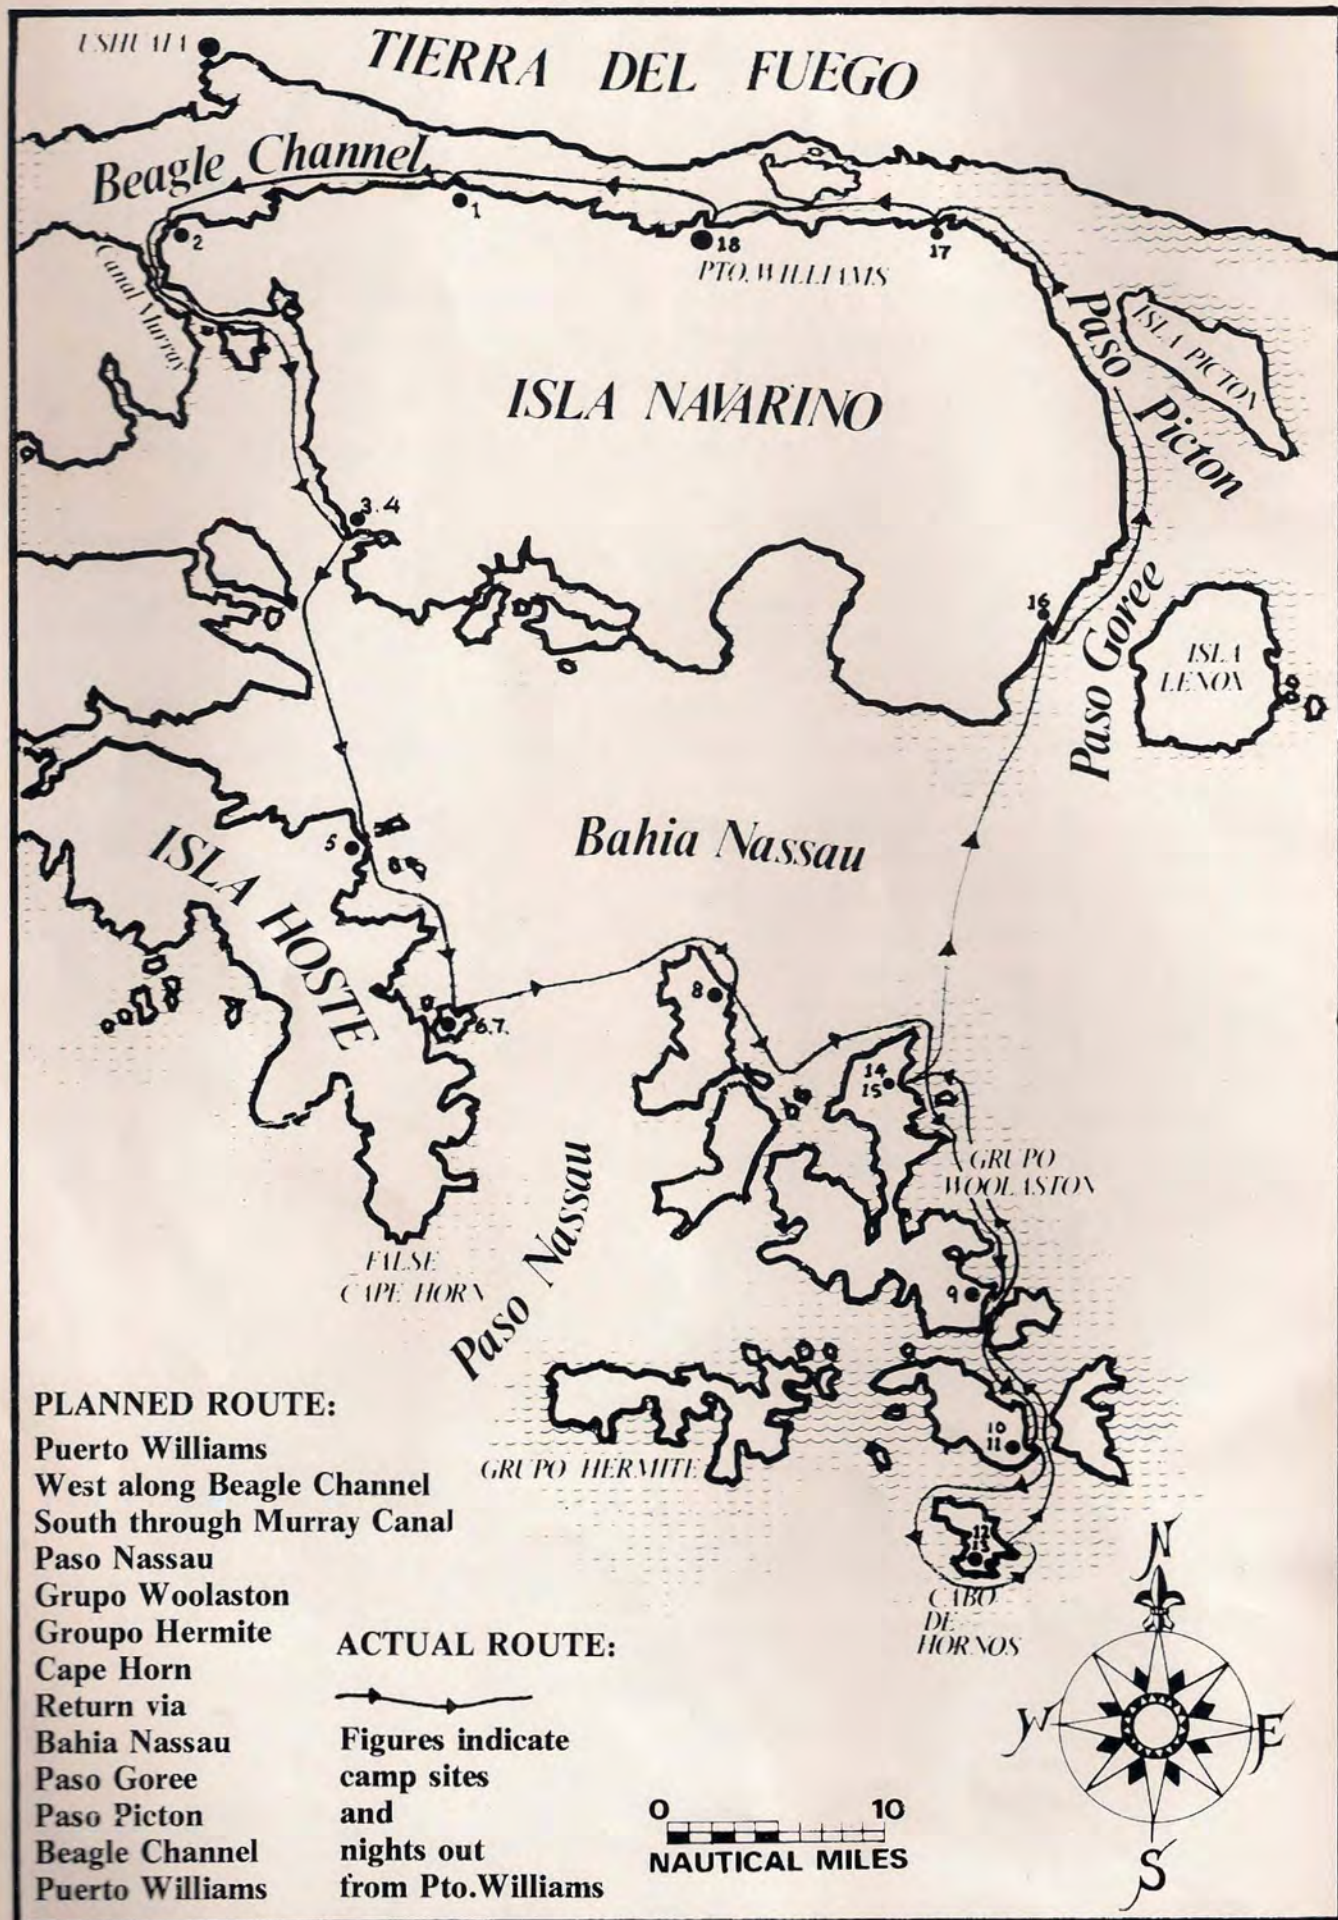 USHUAIA
TIERRA DEL FUEGO
Beagle Channel
1
2
18
PTO. WILLIAMS
17
Canal Murray
Paso Picton
ISLA PICTON
ISLA NAVARINO
3.4
16
Paso Goree
ISLA
LENOX
5
ISLA HOSTE
Bahia Nassau
8
6.7.
14
15
GRUPO
WOOLASTON
Paso Nassau
FALSE
CAPE HORN
9
10
11
GRUPO HERMITE
12
13
CABO
DE
HORNOS
PLANNED ROUTE:
Puerto Williams
West along Beagle Channel
South through Murray Canal
Paso Nassau
Grupo Woolaston
Groupo Hermite
Cape Horn
Return via
Bahia Nassau
Paso Goree
Paso Picton
Beagle Channel
Puerto Williams
ACTUAL ROUTE:
Figures indicate
camp sites
and
nights out
from Pto.Williams
0 10
NAUTICAL MILES
N
W E
S